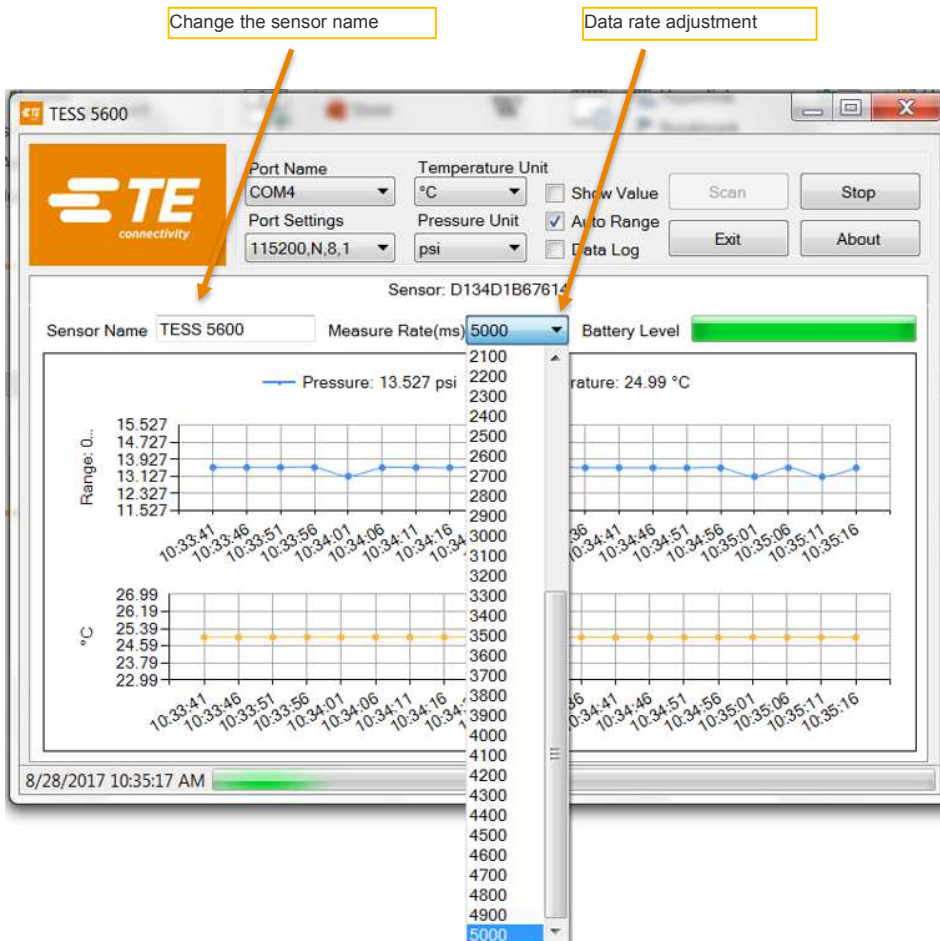 Change the sensor name
Data rate adjustment
TE TESS 5600
TE
connectivity
Port Name
COM4
Port Settings
115200,N,8,1
Temperature Unit
°C
Pressure Unit
psi
Show Value
Auto Range
Data Log
Scan
Stop
Exit
About
Sensor: D134D1B67614
Sensor Name TESS 5600 Measure Rate(ms) 5000 Battery Level
Pressure: 13.527 psi rature: 24.99 °C
Range: 0...
15.527
14.727
13.927
13.127
12.327
11.527
10:33:41 10:33:46 10:33:51 10:33:56 10:34:01 10:34:06 10:34:11 10:34:16 10:34: 36 10:34:41 10:34:46 10:34:51 10:34:56 10:35:01 10:35:06 10:35:11 10:35:16
°C
26.99
26.19
25.39
24.59
23.79
22.99
10:33:41 10:33:46 10:33:51 10:33:56 10:34:01 10:34:06 10:34:11 10:34:16 10:34: 36 10:34:41 10:34:46 10:34:51 10:34:56 10:35:01 10:35:06 10:35:11 10:35:16
2100
2200
2300
2400
2500
2600
2700
2800
2900
3000
3100
3200
3300
3400
3500
3600
3700
3800
3900
4000
4100
4200
4300
4400
4500
4600
4700
4800
4900
5000
8/28/2017 10:35:17 AM